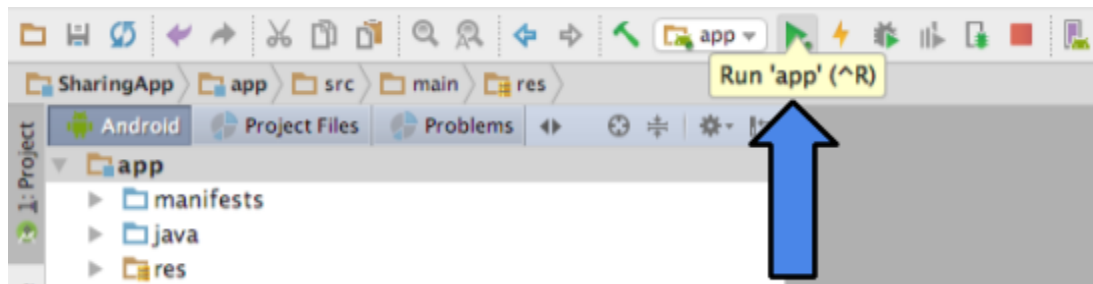 app
Run 'app' (^R)
SharingApp app src main res
1: Project
Android Project Files Problems
app
manifests
java
res